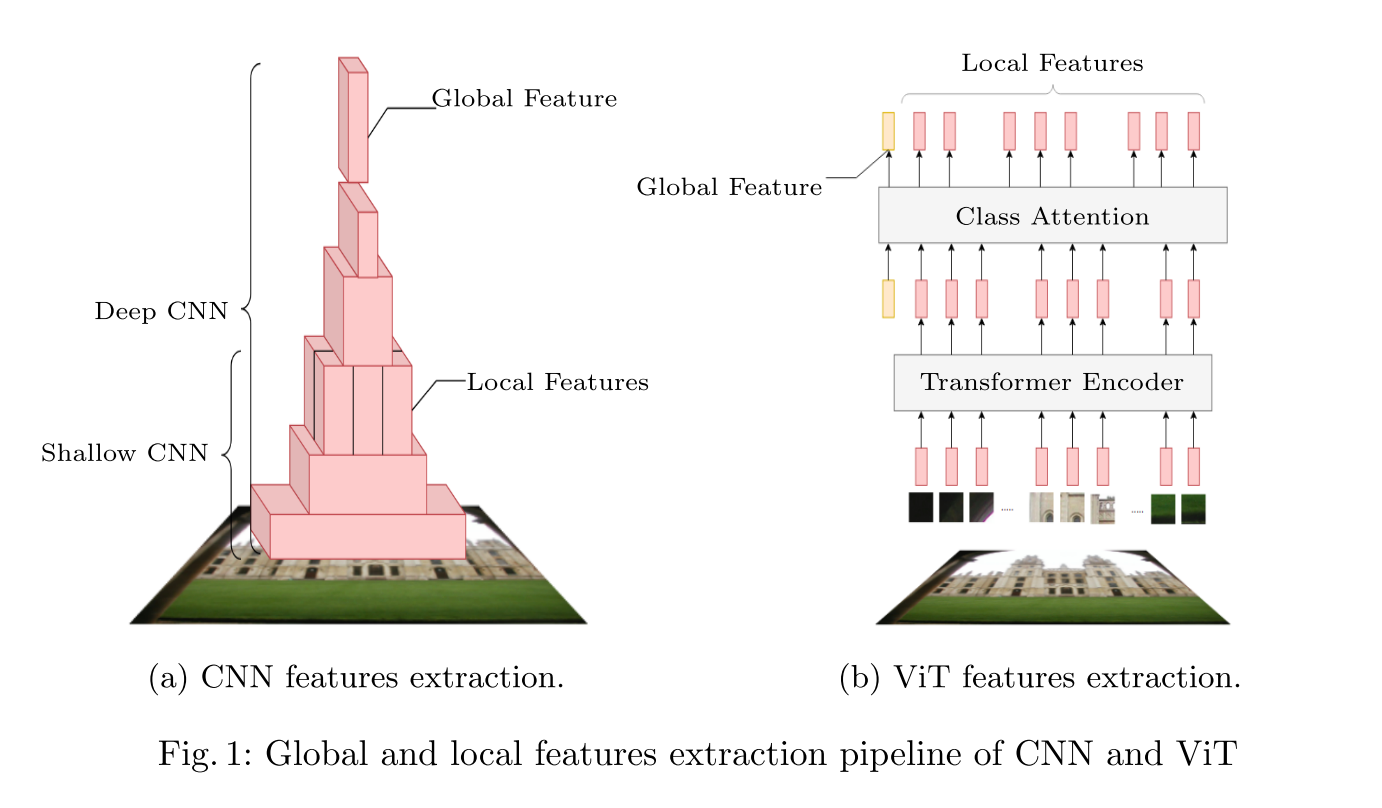 Global Feature
Deep CNN
Local Features
Shallow CNN
(a) CNN features extraction.
Local Features
Global Feature
Class Attention
Transformer Encoder
.....
.....
(b) ViT features extraction.
Fig. 1: Global and local features extraction pipeline of CNN and ViT